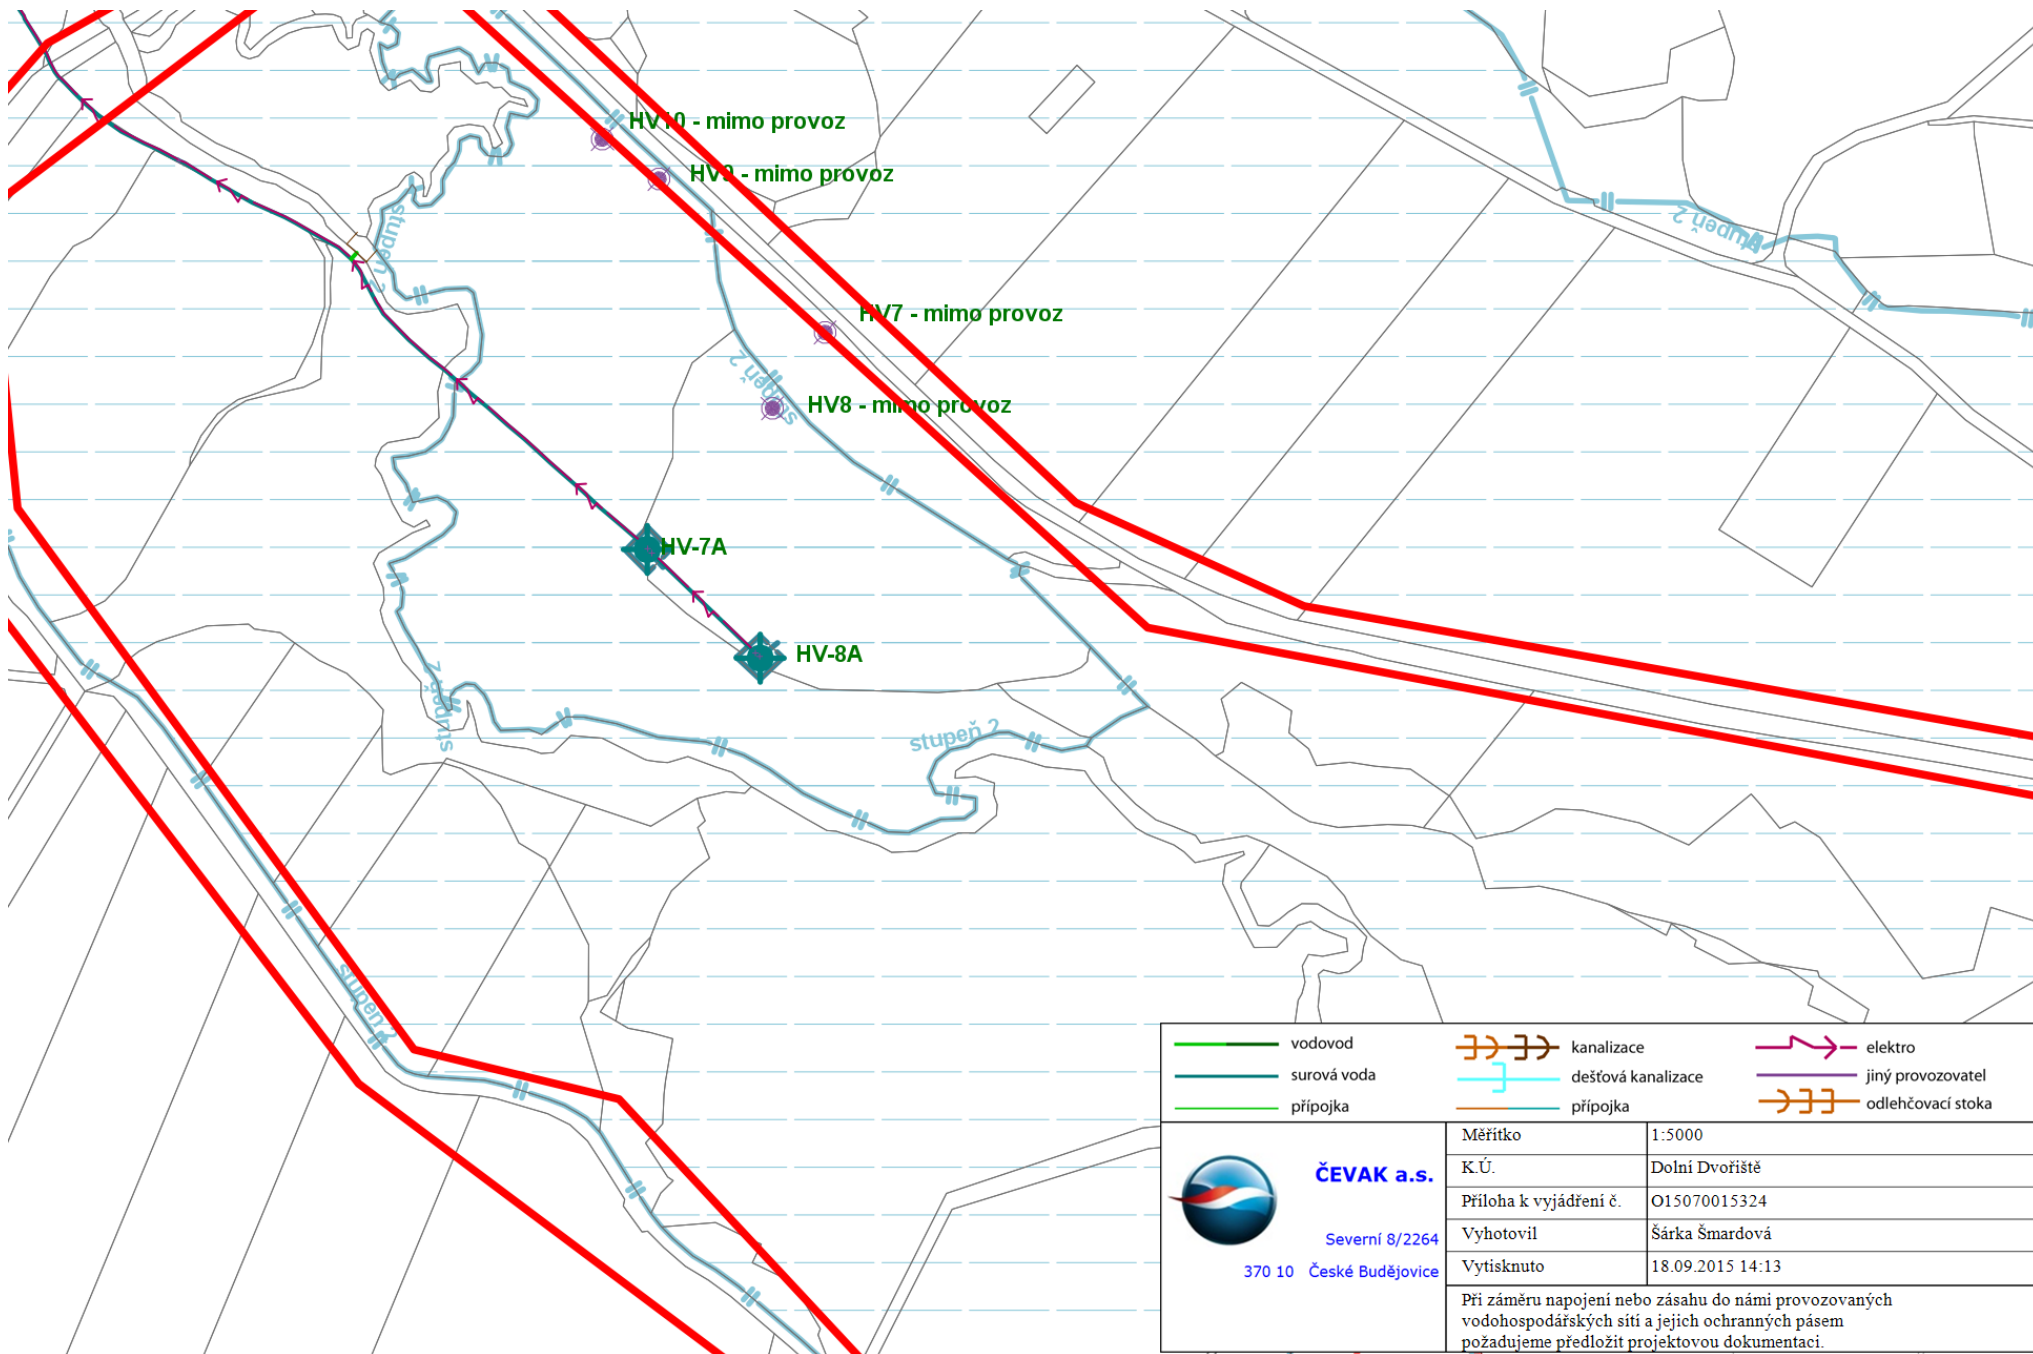 HV10 - mimo provoz
HV9 - mimo provoz
stupeň 2
stupeň 2
HV7 - mimo provoz
stupeň 2
HV8 - mimo provoz
HV-7A
HV-8A
stupeň 2
stupeň 2
stupeň 2
vodovod
kanalizace
elektro
surová voda
dešťová kanalizace
jiný provozovatel
přípojka
přípojka
odlehčovací stoka
ČEVAK a.s.
Severní 8/2264
370 10 České Budějovice
Měřítko 1:5000
K.Ú. Dolní Dvořiště
Příloha k vyjádření č. O15070015324
Vyhotovil Šárka Šmardová
Vytisknuto 18.09.2015 14:13
Při záměru napojení nebo zásahu do námi provozovaných
vodohospodářských sítí a jejich ochranných pásem
požadujeme předložit projektovou dokumentaci.